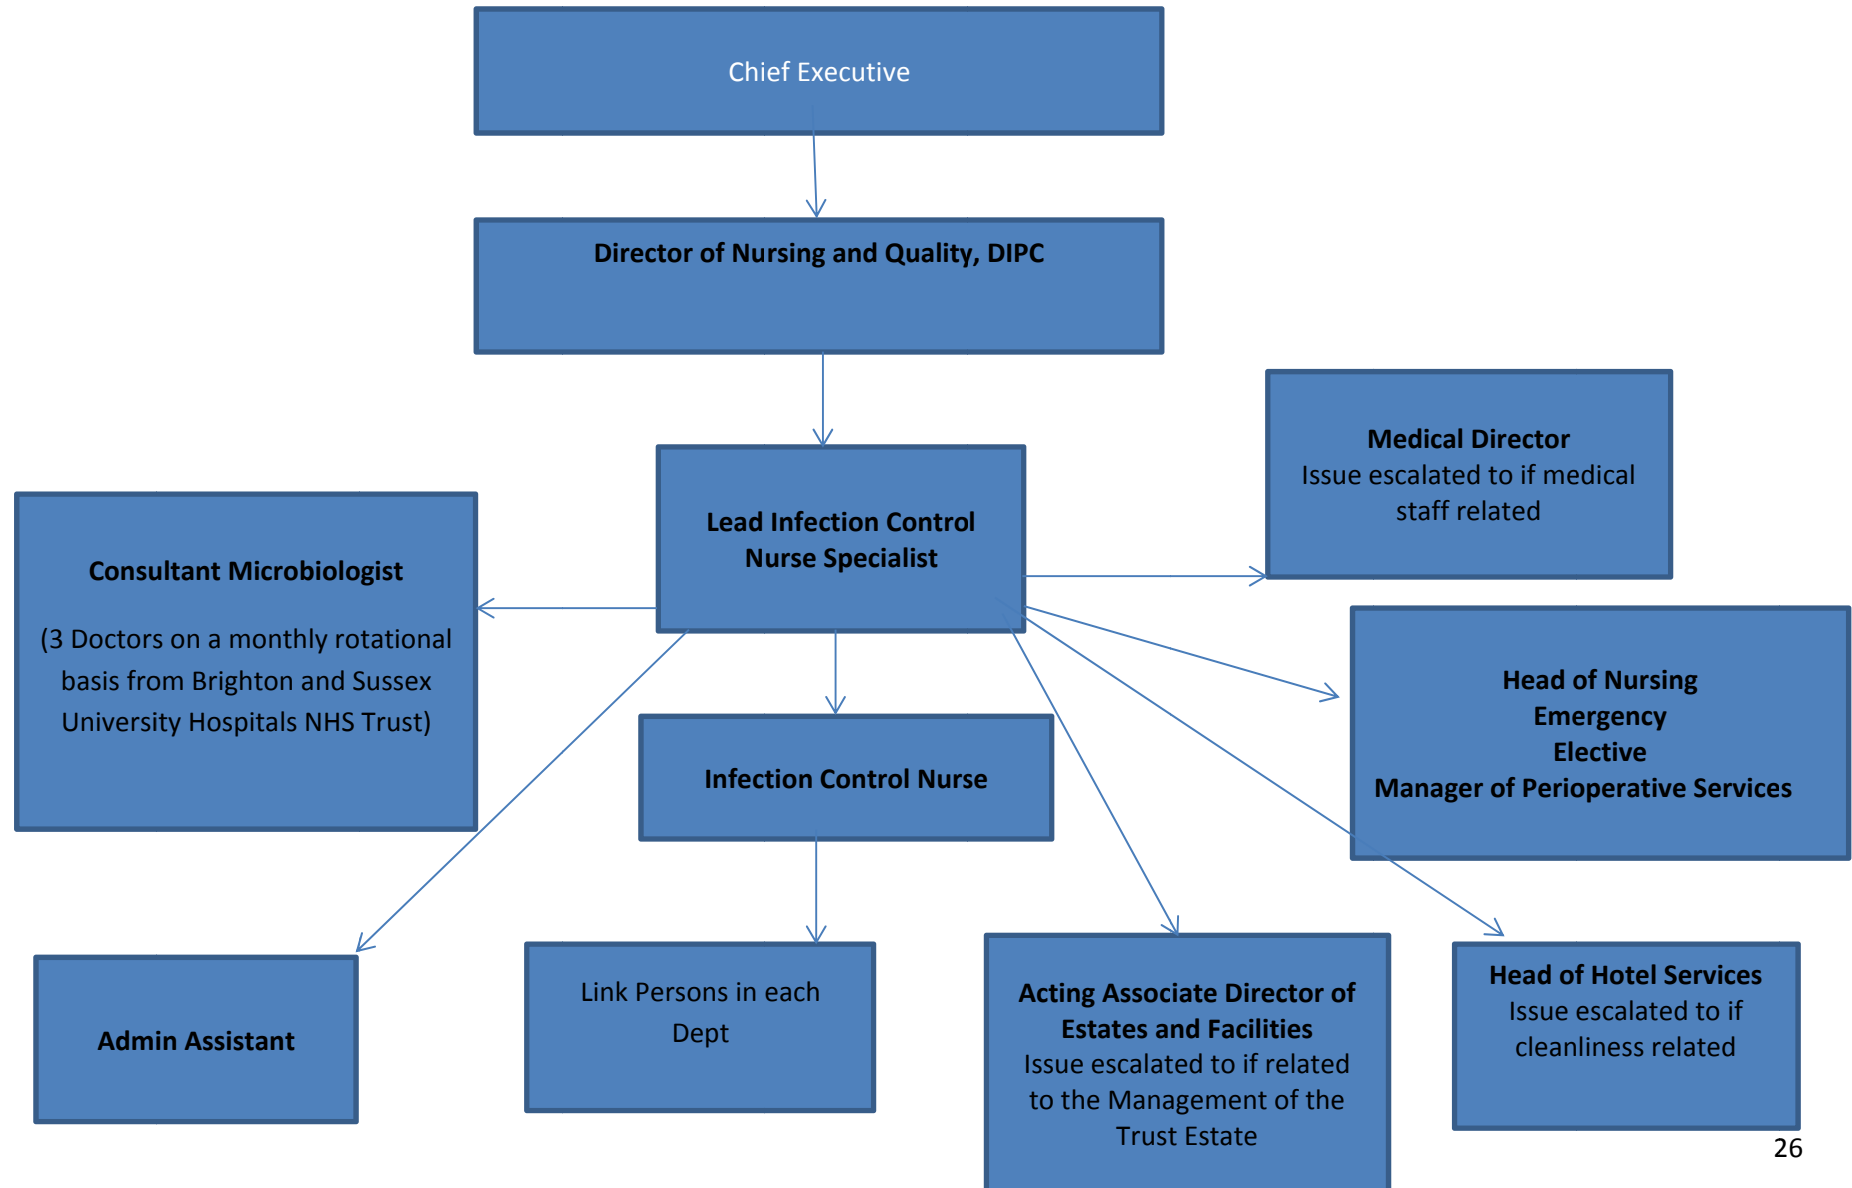 Chief Executive
Director of Nursing and Quality, DIPC
Medical Director
Issue escalated to if medical
staff related
Lead Infection Control
Nurse Specialist
Consultant Microbiologist
(3 Doctors on a monthly rotational
basis from Brighton and Sussex
University Hospitals NHS Trust)
Head of Nursing
Emergency
Elective
Manager of Perioperative Services
Infection Control Nurse
Admin Assistant
Link Persons in each
Dept
Acting Associate Director of
Estates and Facilities
Issue escalated to if related
to the Management of the
Trust Estate
Head of Hotel Services
Issue escalated to if
cleanliness related
26